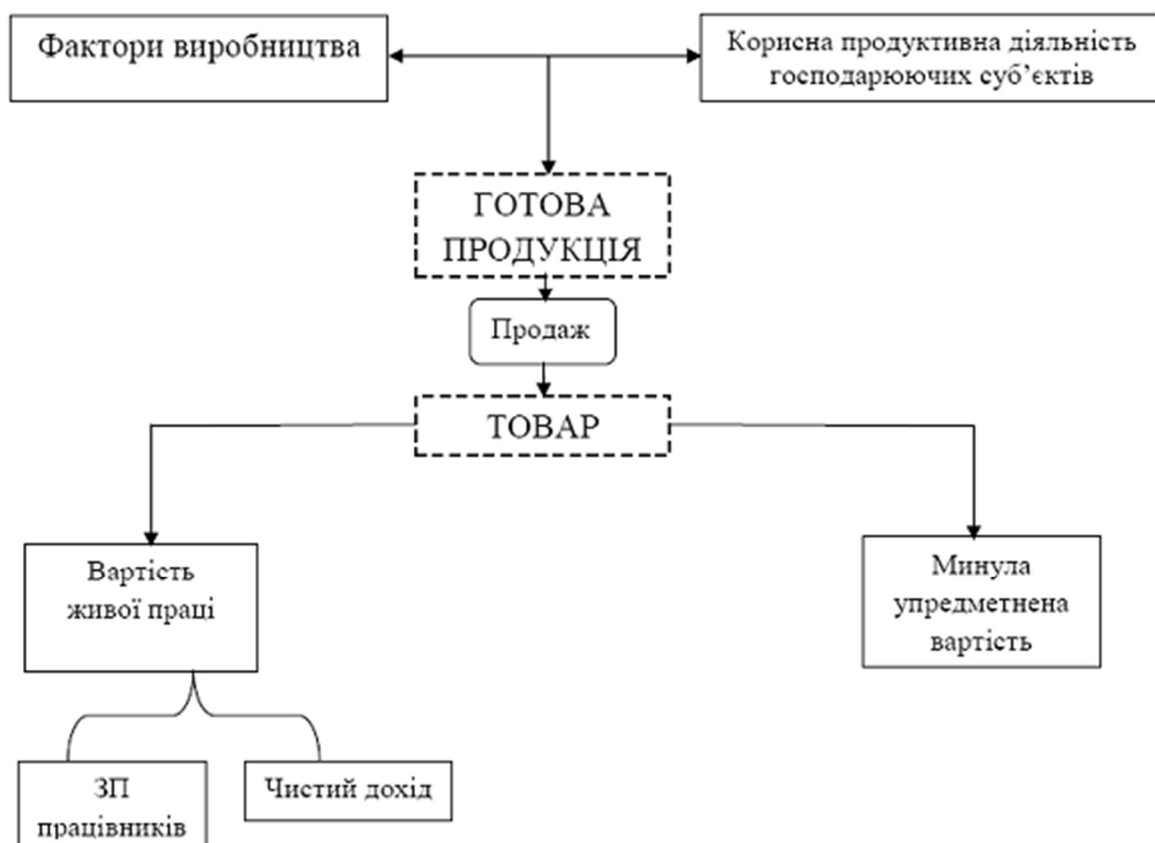 Фактори виробництва
Корисна продуктивна діяльність
господарюючих суб’єктів
ГОТОВА
ПРОДУКЦІЯ
Продаж
ТОВАР
Вартість
живої праці
Минула
упредметнена
вартість
ЗП
працівників
Чистий дохід